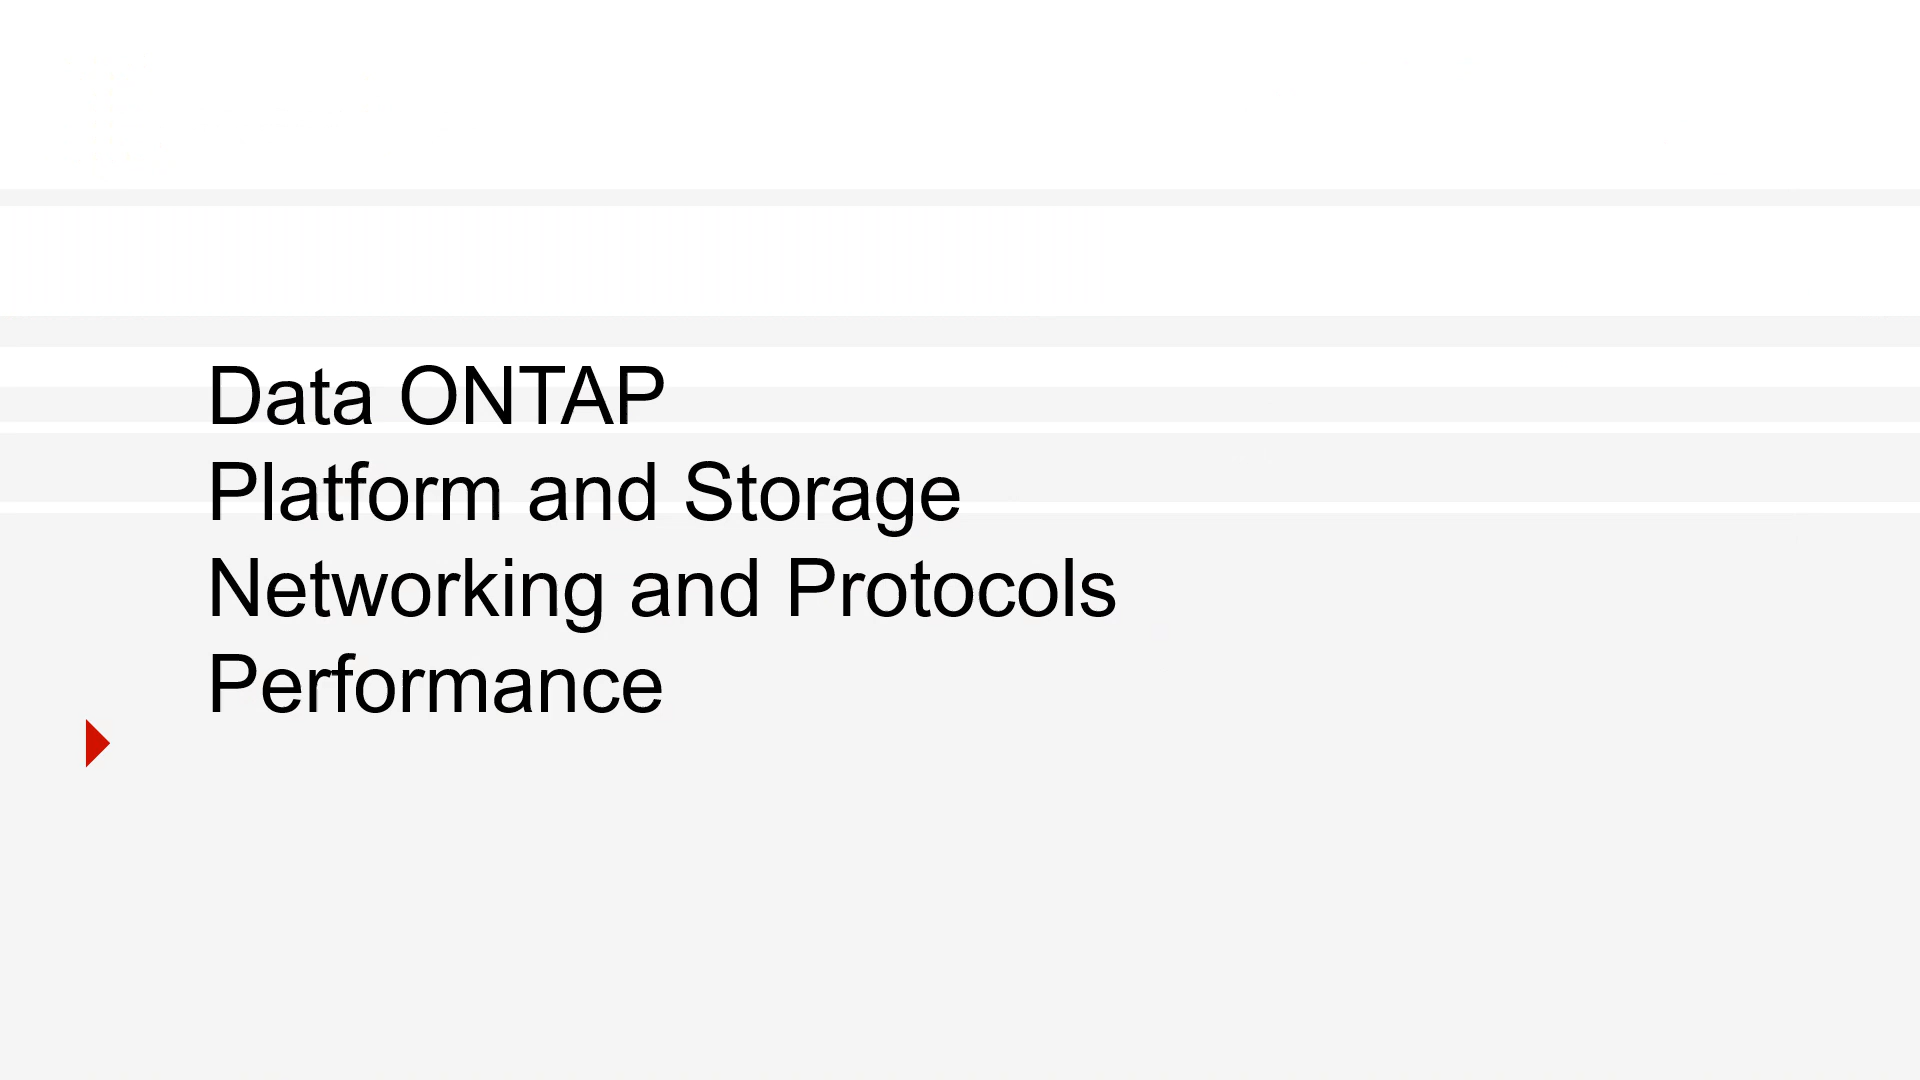 Data ONTAP
Platform and Storage
Networking and Protocols
Performance